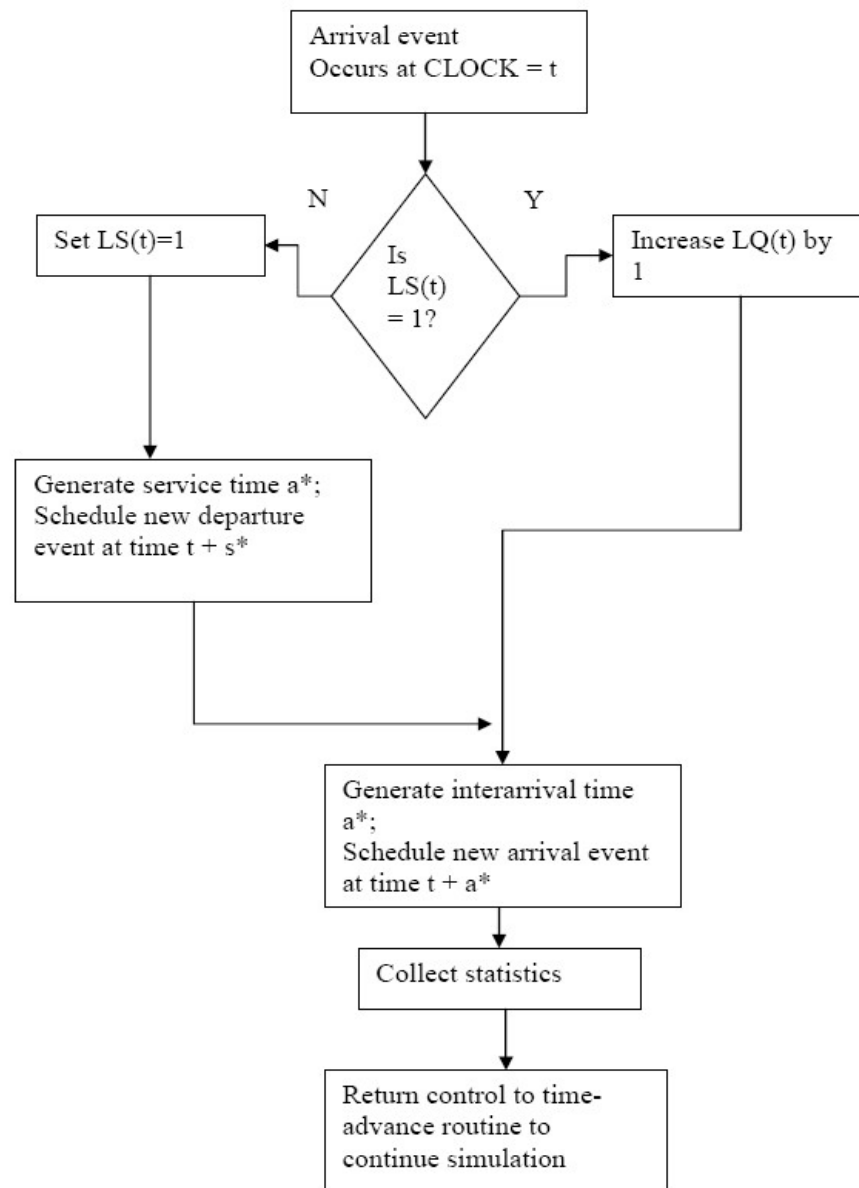 Arrival event
Occurs at CLOCK = t
N
Y
Set LS(t)=1
Is
LS(t)
= 1?
Increase LQ(t) by
1
Generate service time a*;
Schedule new departure
event at time t + s*
Generate interarrival time
a*;
Schedule new arrival event
at time t + a*
Collect statistics
Return control to time-
advance routine to
continue simulation